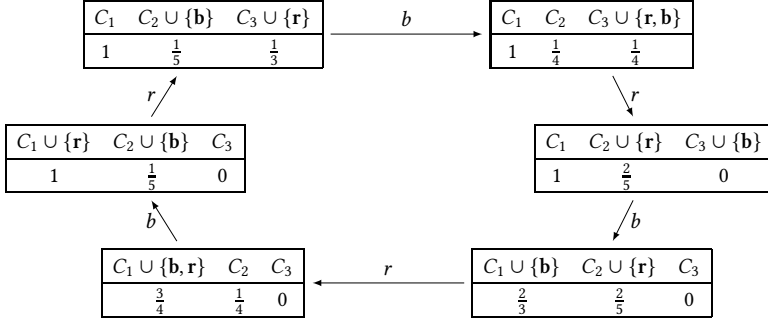 C₁ C₂ ∪ {b} C₃ ∪ {r}
1 1/5 1/3
b
C₁ C₂ C₃ ∪ {r, b}
1 1/4 1/4
r
r
C₁ ∪ {r} C₂ ∪ {b} C₃
1 1/5 0
C₁ C₂ ∪ {r} C₃ ∪ {b}
1 2/5 0
b
b
C₁ ∪ {b, r} C₂ C₃
3/4 1/4 0
r
C₁ ∪ {b} C₂ ∪ {r} C₃
2/3 2/5 0